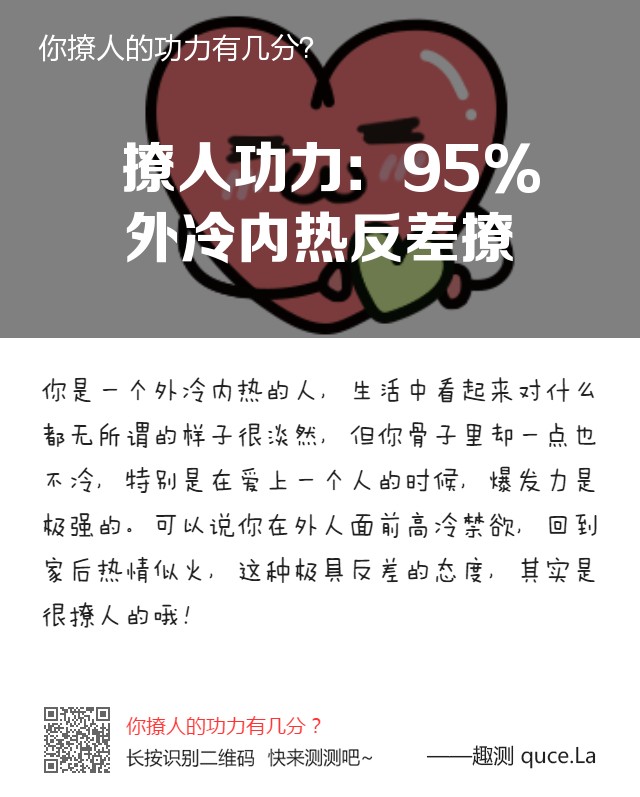 你撩人的功力有几分?
撩人功力: 95%
外冷内热反差撩
你是一个外冷内热的人, 生活中看起来对什么
都无所谓的样子很淡然, 但你骨子里却一点也
不冷, 特别是在爱上一个人的时候, 爆发力是
极强的。可以说你在外人面前高冷禁欲, 回到
家后热情似火, 这种极具反差的态度, 其实是
很撩人的哦!
你撩人的功力有几分？
长按识别二维码 快来测测吧~
——趣测 quce.La